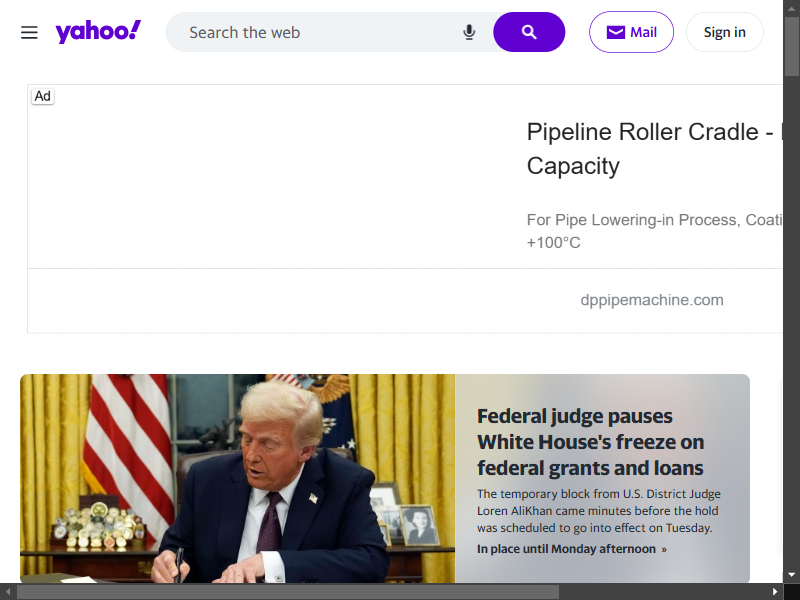 yahoo!
Search the web
Mail
Sign in
Ad
Pipeline Roller Cradle -
Capacity
For Pipe Lowering-in Process, Coati
+100°C
dppipemachine.com
Federal judge pauses
White House's freeze on
federal grants and loans
The temporary block from U.S. District Judge
Loren AliKhan came minutes before the hold
was scheduled to go into effect on Tuesday.
In place until Monday afternoon »